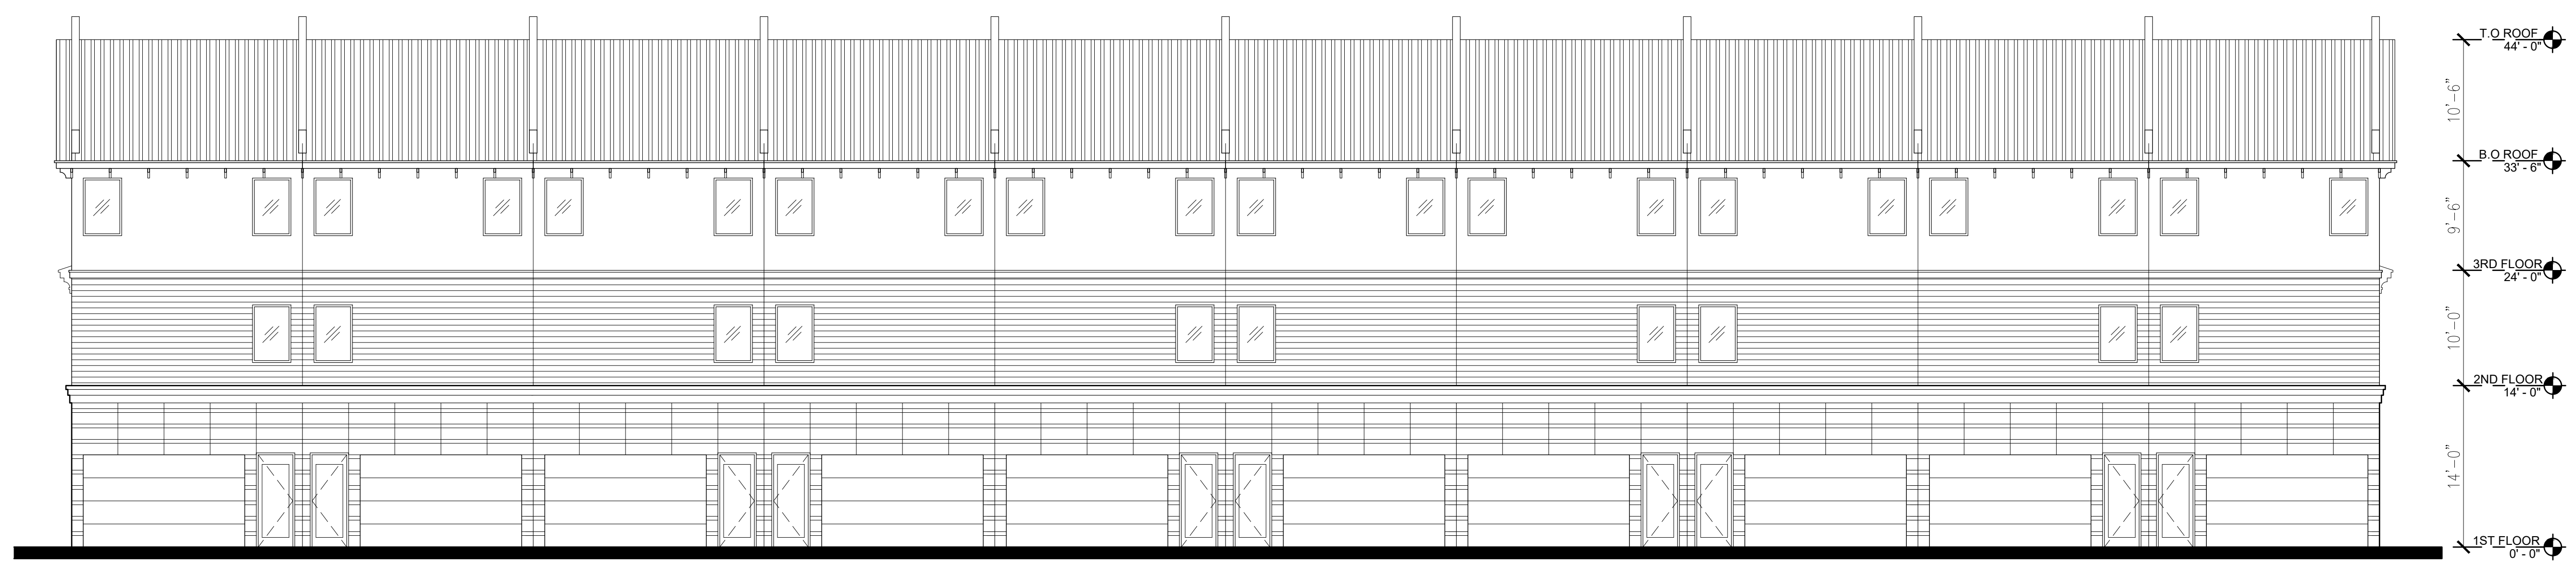 T.O ROOF
44' - 0"
10'-6"
B.O ROOF
33' - 6"
9'-6"
3RD FLOOR
24' - 0"
10'-0"
2ND FLOOR
14' - 0"
14'-0"
1ST FLOOR
0' - 0"